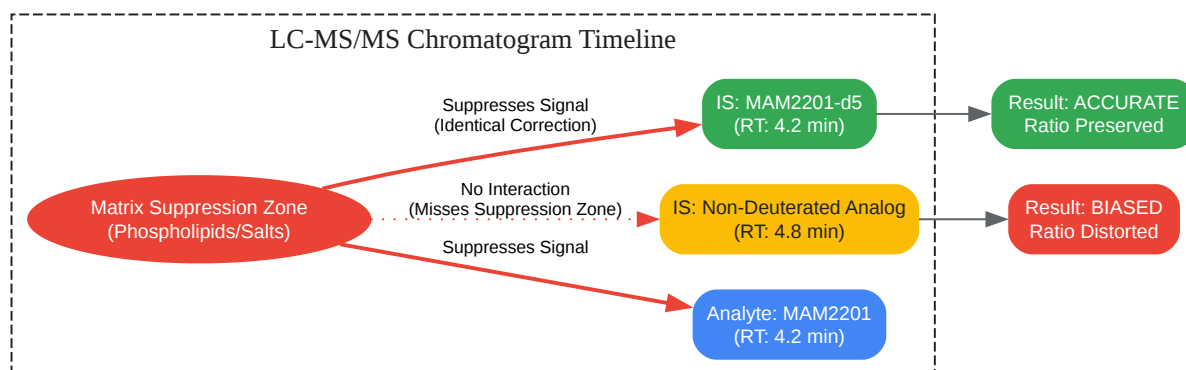 LC-MS/MS Chromatogram Timeline
Suppresses Signal
(Identical Correction)
IS: MAM2201-d5
(RT: 4.2 min)
Result: ACCURATE
Ratio Preserved
Matrix Suppression Zone
(Phospholipids/Salts)
No Interaction
(Misses Suppression Zone)
IS: Non-Deuterated Analog
(RT: 4.8 min)
Result: BIASED
Ratio Distorted
Suppresses Signal
Analyte: MAM2201
(RT: 4.2 min)